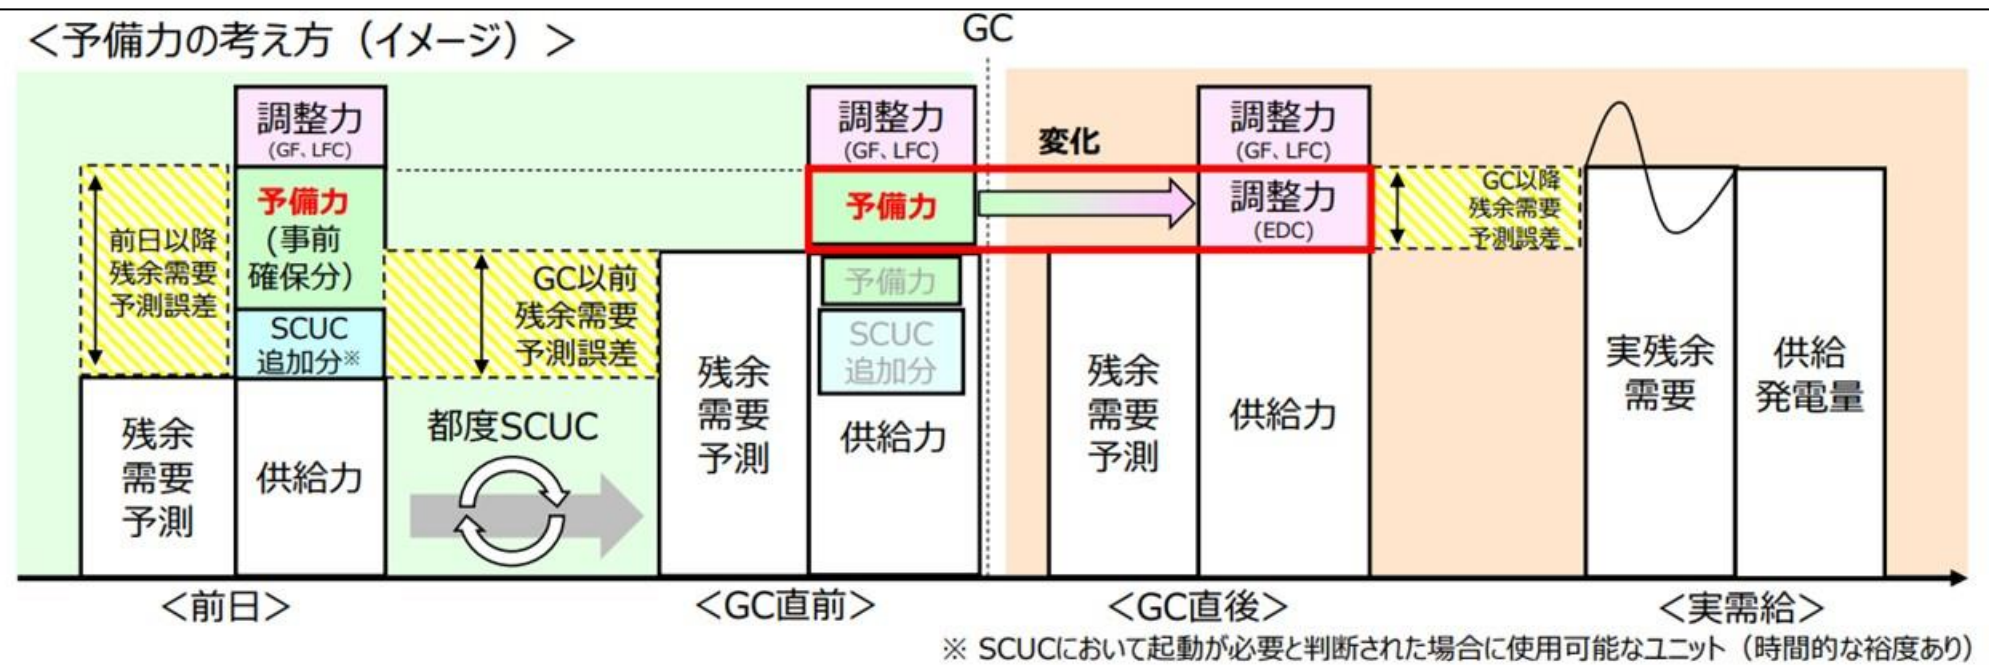 ＜予備力の考え方（イメージ）＞
GC
調整力
(GF、LFC)
予備力
(事前
確保分）
SCUC
追加分※
供給力
前日以降
残余需要
予測誤差
残余
需要
予測
GC以前
残余需要
予測誤差
都度SCUC
残余
需要
予測
調整力
(GF、LFC)
予備力
予備力
SCUC
追加分
供給力
変化
調整力
(GF、LFC)
調整力
(EDC)
残余
需要
予測
供給力
GC以降
残余需要
予測誤差
実残余
需要
供給
発電量
＜前日＞
＜GC直前＞
＜GC直後＞
＜実需給＞
※ SCUCにおいて起動が必要と判断された場合に使用可能なユニット（時間的な裕度あり）